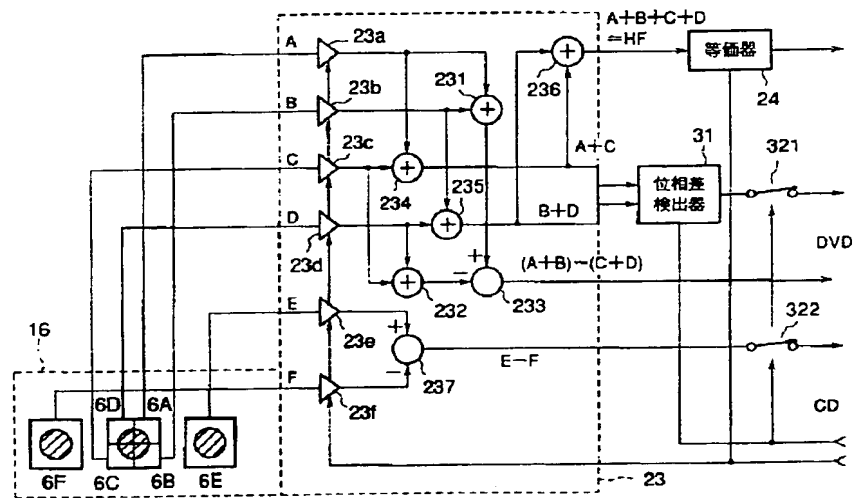 A+B+C+D
=HF
A
23a
等価器
24
B
23b
231
236
C
23c
A+C
31
321
234
235
位相差
検出器
D
B+D
23d
DVD
(A+B)-(C+D)
+
-
232
233
E
322
16
23e
+
E-F
-
237
F
23f
CD
6D
6A
6F
6C
6B
6E
23